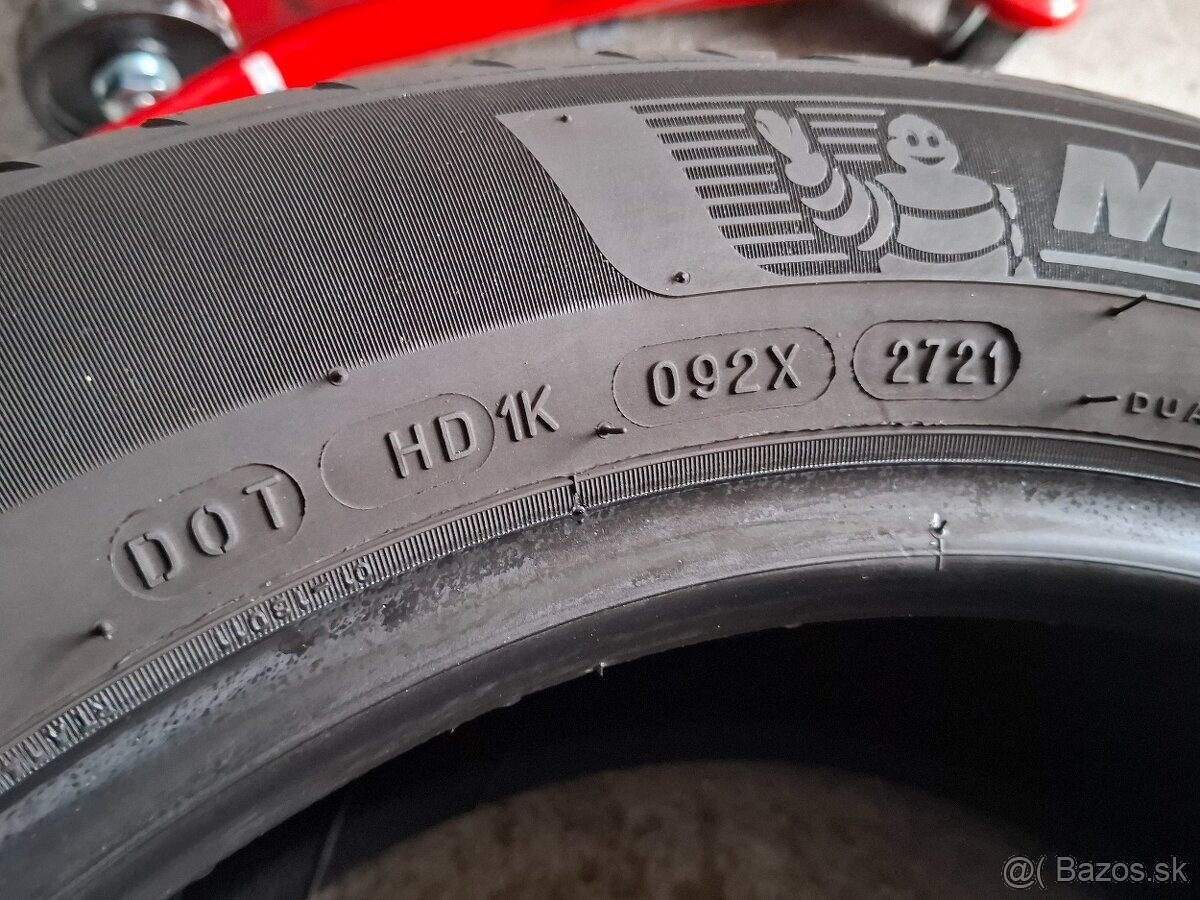 M
DOT HD 1K 092X 2721 DUA
@( Bazos.sk